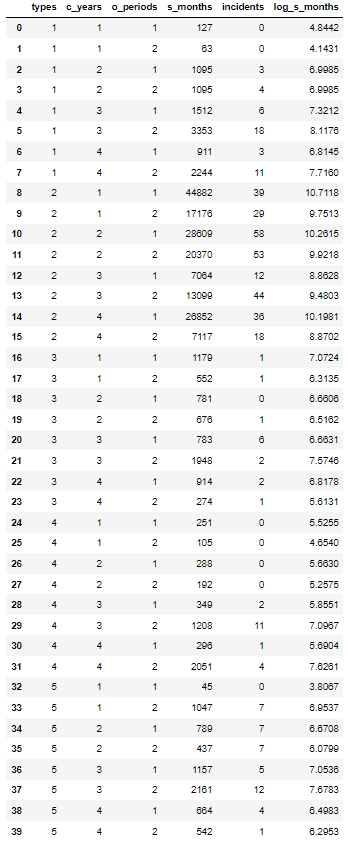 types c_years o_periods s_months incidents log_s_months
0 1 1 1 127 0 4.8442
1 1 1 2 63 0 4.1431
2 1 2 1 1095 3 6.9985
3 1 2 2 1095 4 6.9985
4 1 3 1 1512 6 7.3212
5 1 3 2 3353 18 8.1176
6 1 4 1 911 3 6.8145
7 1 4 2 2244 11 7.7160
8 2 1 1 44882 39 10.7118
9 2 1 2 17176 29 9.7513
10 2 2 1 28609 58 10.2615
11 2 2 2 20370 53 9.9218
12 2 3 1 7064 12 8.8628
13 2 3 2 13099 44 9.4803
14 2 4 1 26852 36 10.1981
15 2 4 2 7117 18 8.8702
16 3 1 1 1179 1 7.0724
17 3 1 2 552 1 6.3135
18 3 2 1 781 0 6.6606
19 3 2 2 676 1 6.5162
20 3 3 1 783 6 6.6631
21 3 3 2 1948 2 7.5746
22 3 4 1 914 2 6.8178
23 3 4 2 274 1 5.6131
24 4 1 1 251 0 5.5255
25 4 1 2 105 0 4.6540
26 4 2 1 288 0 5.6630
27 4 2 2 192 0 5.2575
28 4 3 1 349 2 5.8551
29 4 3 2 1208 11 7.0967
30 4 4 1 296 1 5.6904
31 4 4 2 2051 4 7.6261
32 5 1 1 45 0 3.8067
33 5 1 2 1047 7 6.9537
34 5 2 1 789 7 6.6708
35 5 2 2 437 7 6.0799
36 5 3 1 1157 5 7.0536
37 5 3 2 2161 12 7.6783
38 5 4 1 664 4 6.4983
39 5 4 2 542 1 6.2953